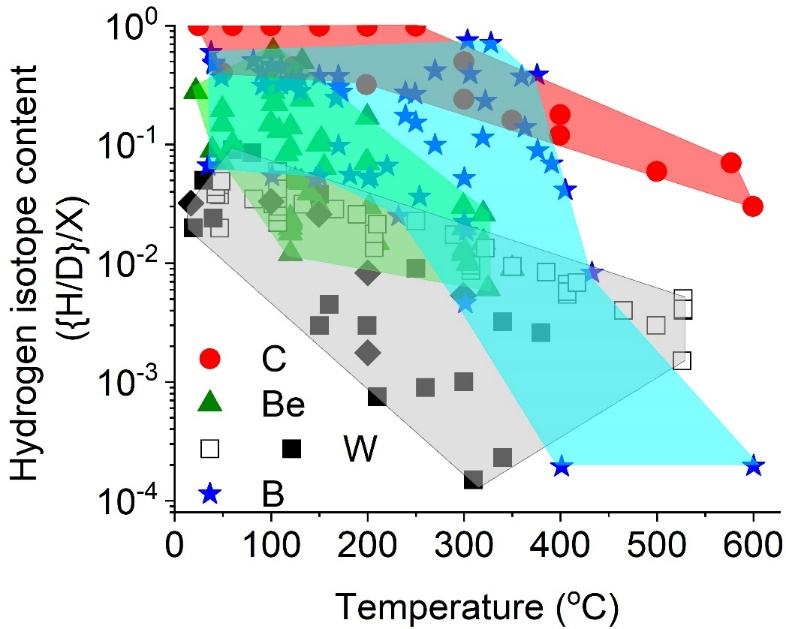 Hydrogen isotope content
({H/D}/X)
10⁰
10⁻¹
10⁻²
10⁻³
10⁻⁴
C
Be
W
B
0 100 200 300 400 500 600
Temperature (ºC)